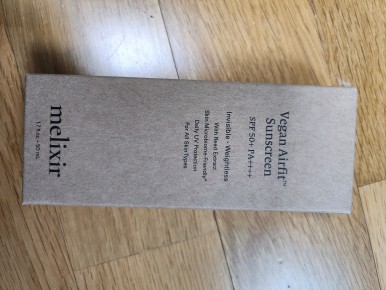 Vegan Airfit™
Sunscreen
SPF 50+ PA++++
Invisible · Weightless
With Reed Extract
Skin Microbiome-Friendly*
Daily UV Protection
For All Skin Types
melixir
1.7 fl.oz. · 50 mL